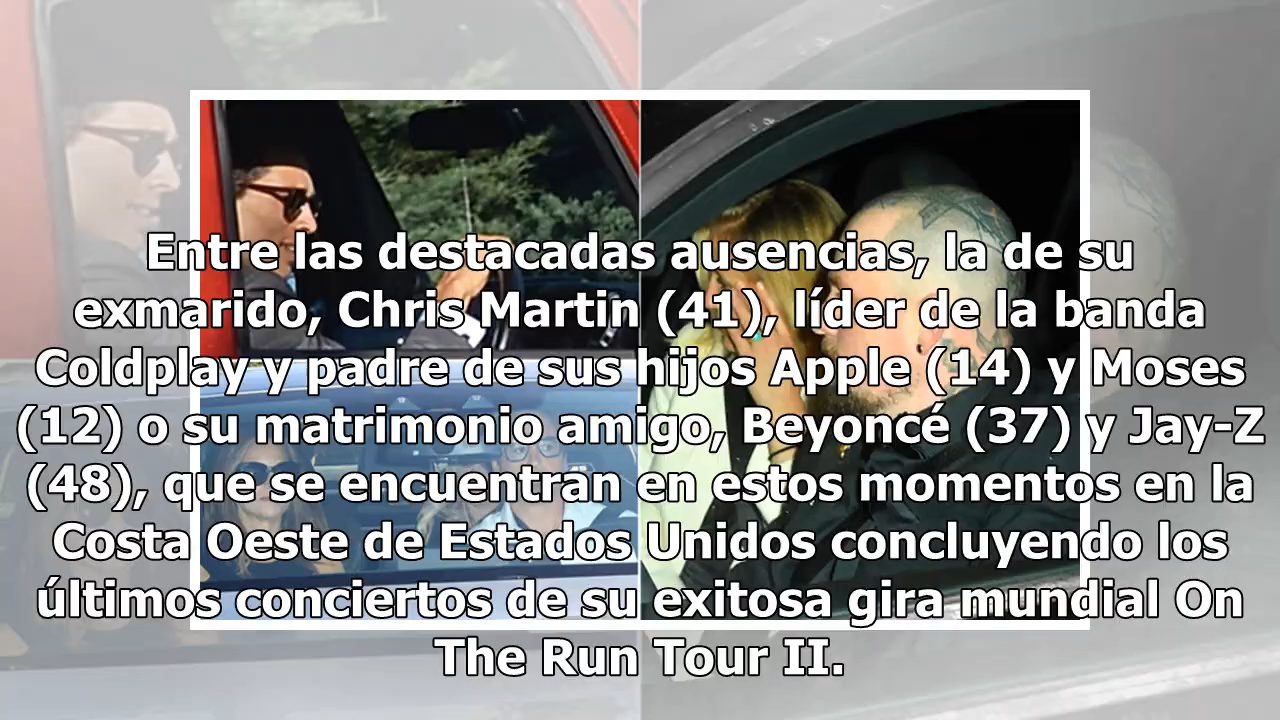 Entre las destacadas ausencias, la de su
exmarido, Chris Martin (41), líder de la banda
Coldplay y padre de sus hijos Apple (14) y Moses
(12) o su matrimonio amigo, Beyoncé (37) y Jay-Z
(48), que se encuentran en estos momentos en la
Costa Oeste de Estados Unidos concluyendo los
últimos conciertos de su exitosa gira mundial On
The Run Tour II.